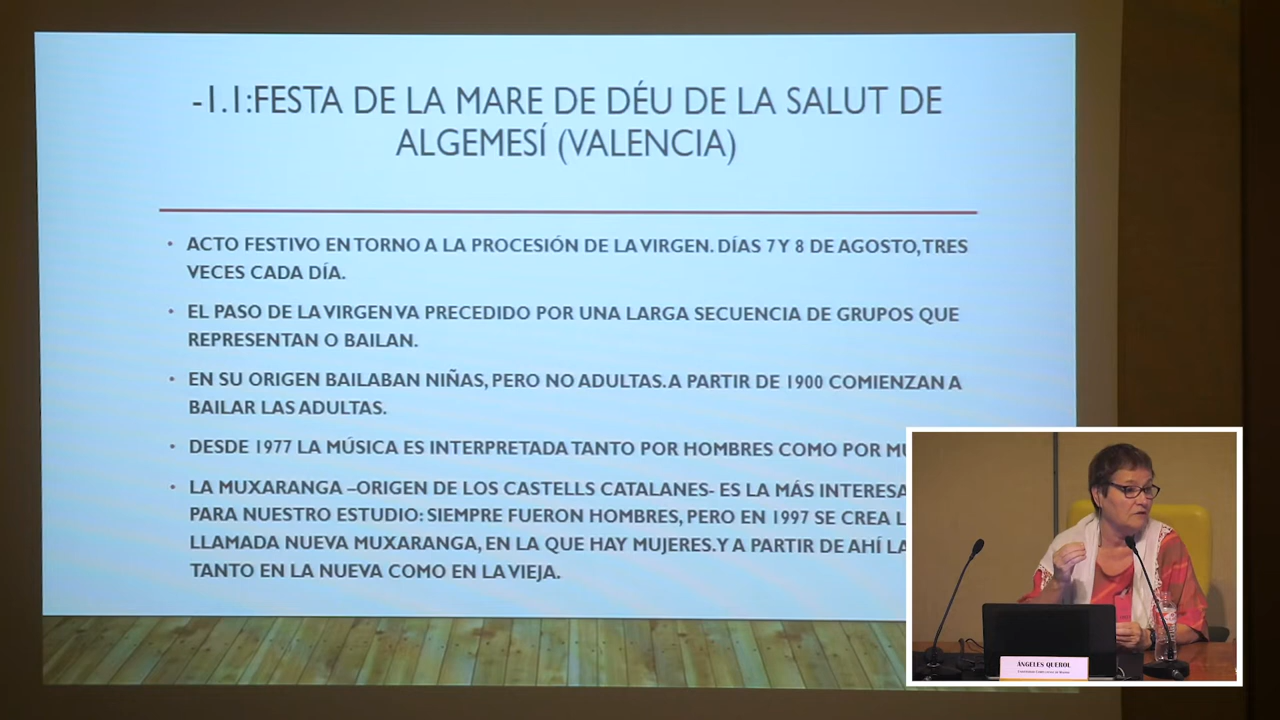 -1.1:FESTA DE LA MARE DE DÉU DE LA SALUT DE
ALGEMESÍ (VALENCIA)
• ACTO FESTIVO EN TORNO A LA PROCESIÓN DE LA VIRGEN. DÍAS 7 Y 8 DE AGOSTO, TRES
VECES CADA DÍA.
• EL PASO DE LA VIRGEN VA PRECEDIDO POR UNA LARGA SECUENCIA DE GRUPOS QUE
REPRESENTAN O BAILAN.
• EN SU ORIGEN BAILABAN NIÑAS, PERO NO ADULTAS. A PARTIR DE 1900 COMIENZAN A
BAILAR LAS ADULTAS.
• DESDE 1977 LA MÚSICA ES INTERPRETADA TANTO POR HOMBRES COMO POR MU
• LA MUXARANGA –ORIGEN DE LOS CASTELLS CATALANES- ES LA MÁS INTERESA
PARA NUESTRO ESTUDIO: SIEMPRE FUERON HOMBRES, PERO EN 1997 SE CREA L
LLAMADA NUEVA MUXARANGA, EN LA QUE HAY MUJERES. Y A PARTIR DE AHÍ LA
TANTO EN LA NUEVA COMO EN LA VIEJA.
ÁNGELES QUEROL